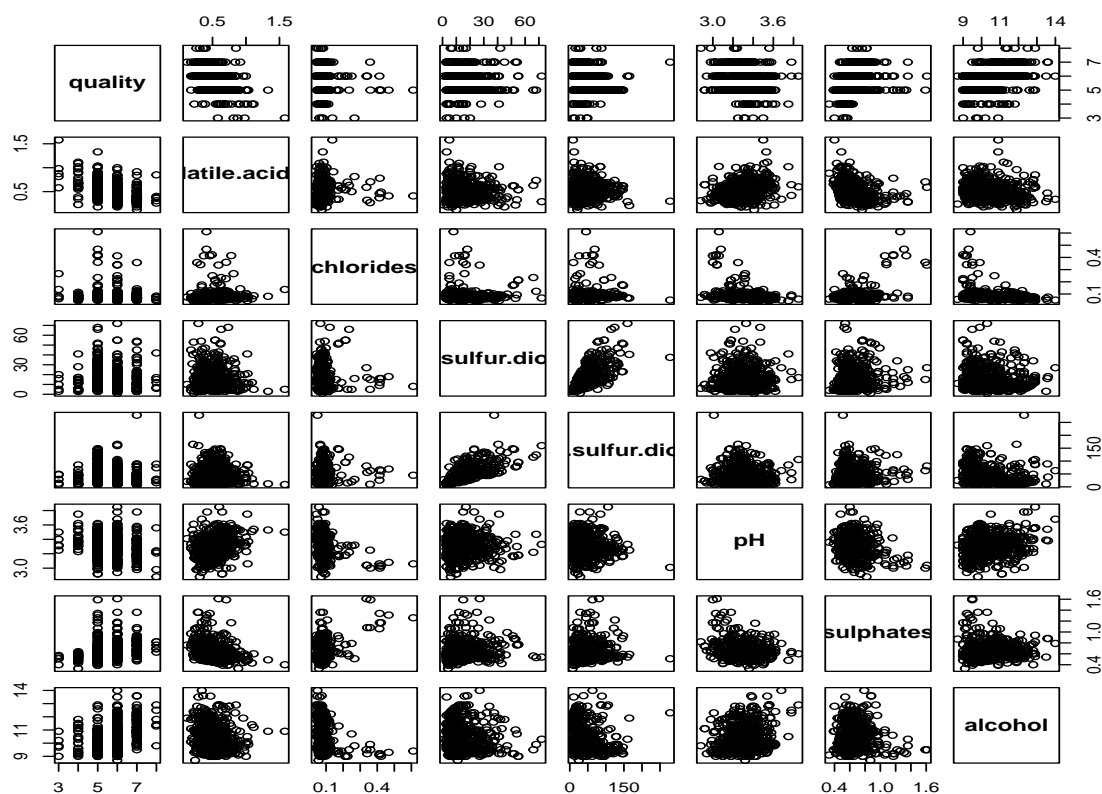 0.5 1.5 0 30 60 3.0 3.6 9 11 14
quality 3 5 7
0.5 1.5 latile.acid
chlorides 0.1 0.4
0 30 60 sulfur.dio
.sulfur.dio 0 150
3.0 3.6 pH
sulphates 0.4 1.0 1.6
9 11 14 alcohol
3 5 7 0.1 0.4 0 150 0.4 1.0 1.6